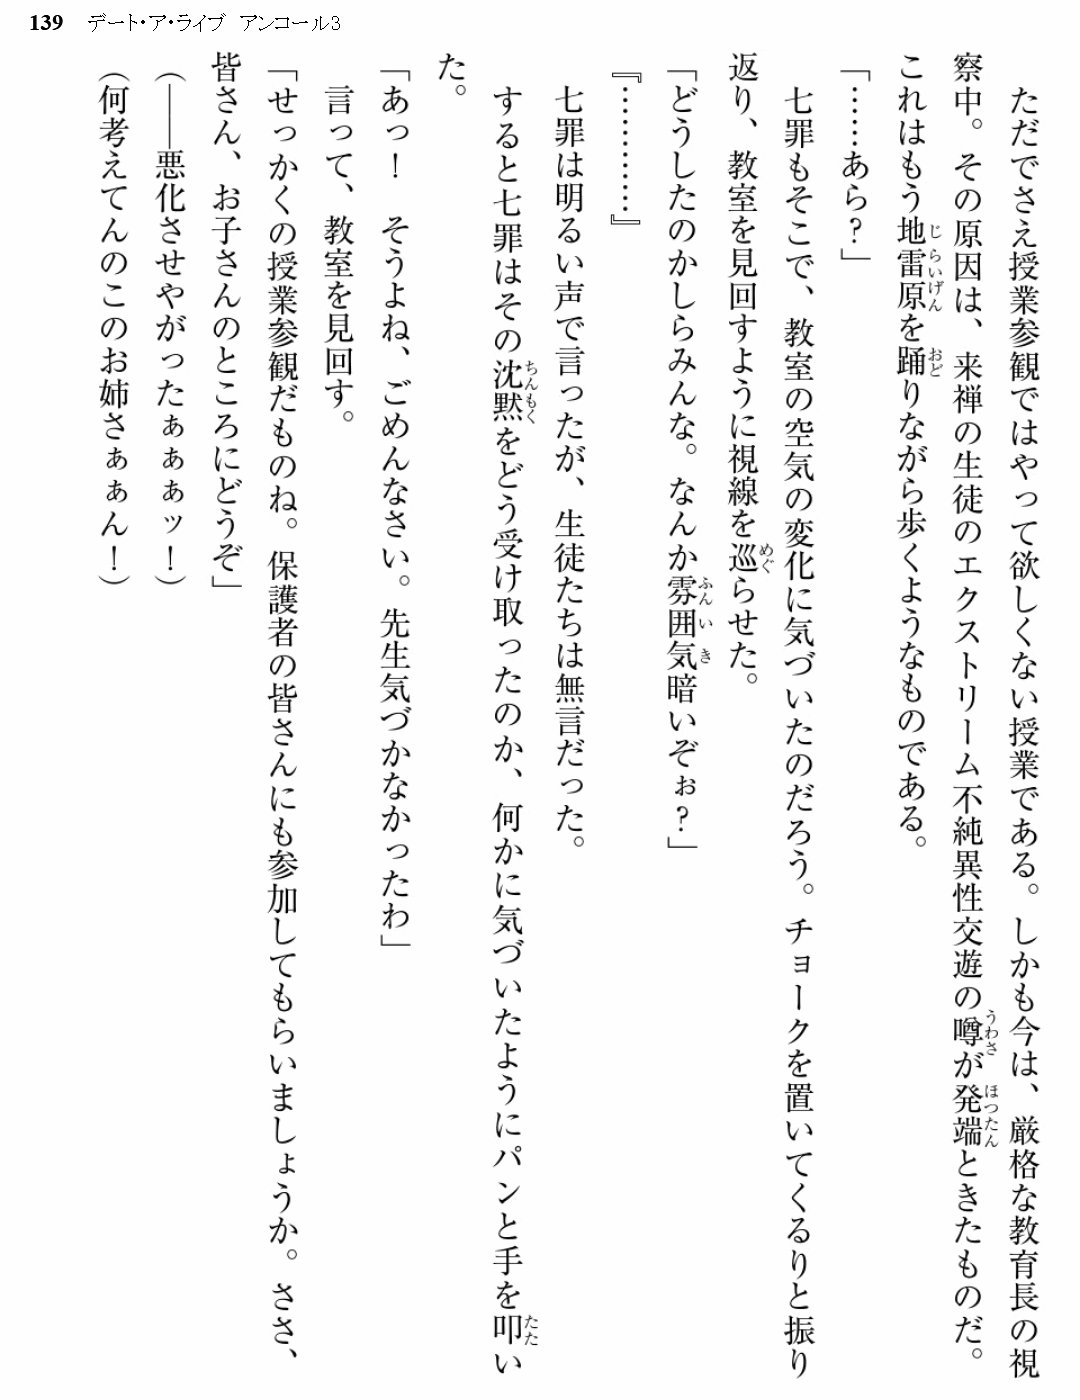 139 デート・ア・ライブ アンコール3
　ただでさえ授業参観ではやって欲しくない授業である。しかも今は、厳格な教育長の視
察中。その原因は、来禅の生徒のエクストリーム不純異性交遊の噂が発端ときたものだ。
これはもう地雷原を踊りながら歩くようなものである。
「……あら？」
　七罪もそこで、教室の空気の変化に気づいたのだろう。チョークを置いてくるりと振り
返り、教室を見回すように視線を巡らせた。
「どうしたのかしらみんな。なんか雰囲気暗いぞぉ？」
『…………』
　七罪は明るい声で言ったが、生徒たちは無言だった。
　すると七罪はその沈黙をどう受け取ったのか、何かに気づいたようにパンと手を叩い
た。
「あっ！　そうよね、ごめんなさい。先生気づかなかったわ」
　言って、教室を見回す。
「せっかくの授業参観だものね。保護者の皆さんにも参加してもらいましょうか。ささ、
皆さん、お子さんのところにどうぞ」
（――悪化させやがったぁぁぁッ！）
（何考えてんのこのお姉さぁぁん！）